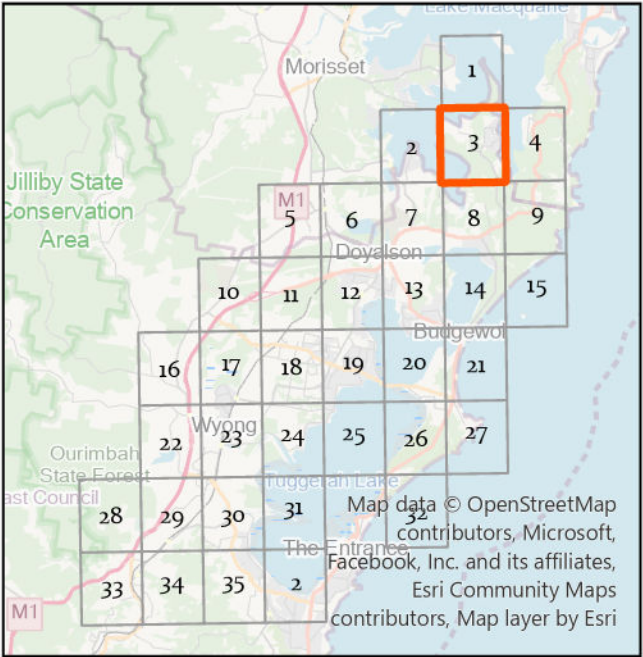 Lake Macquarie
Morisset
1
2
3
4
Jilliby State
Conservation
Area
M1
5
6
7
8
9
Doyalson
10
11
12
13
14
15
Budgewoi
16
17
18
19
20
21
Wyong
22
23
24
25
26
27
Ourimbah
State Forest
ast Council
Tuggerah Lake
28
29
30
31
32
Map data © OpenStreetMap
contributors, Microsoft,
The Entrance
Facebook, Inc. and its affiliates,
Esri Community Maps
contributors, Map layer by Esri
33
34
35
2
M1